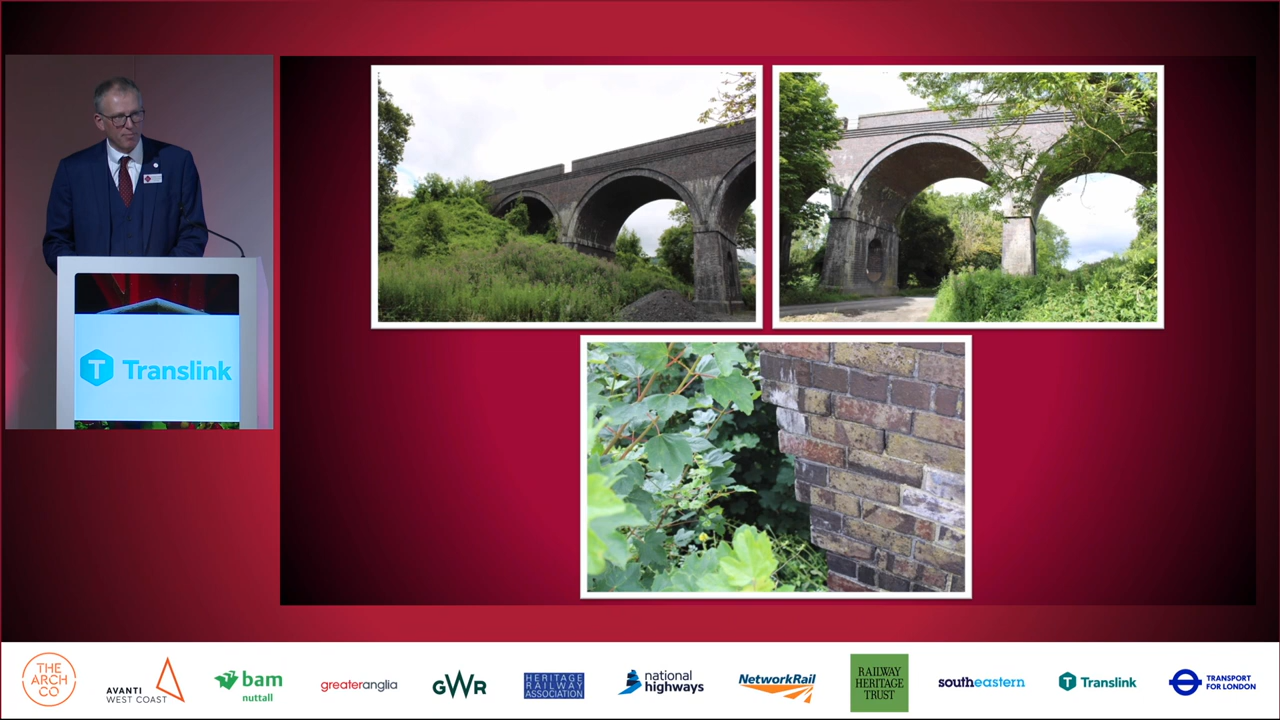 Translink
THE
ARCH
CO
AVANTI
WEST COAST
bam
nuttall
greateranglia
GWR
HERITAGE
RAILWAY
ASSOCIATION
national
highways
NetworkRail
RAILWAY
HERITAGE
TRUST
southeastern
Translink
TRANSPORT
FOR LONDON